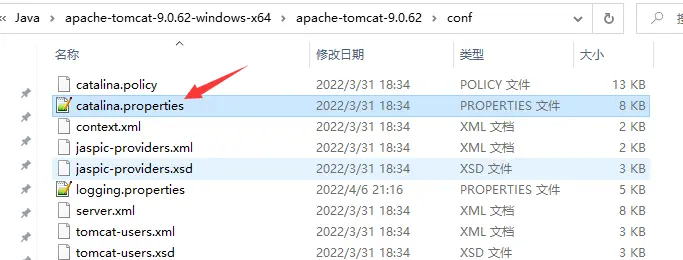 « Java > apache-tomcat-9.0.62-windows-x64 > apache-tomcat-9.0.62 > conf
名称 修改日期 类型 大小
catalina.policy 2022/3/31 18:34 POLICY 文件 13 KB
catalina.properties 2022/3/31 18:34 PROPERTIES 文件 8 KB
context.xml 2022/3/31 18:34 XML 文档 2 KB
jaspic-providers.xml 2022/3/31 18:34 XML 文档 2 KB
jaspic-providers.xsd 2022/3/31 18:34 XSD 文件 3 KB
logging.properties 2022/4/6 21:16 PROPERTIES 文件 5 KB
server.xml 2022/3/31 18:34 XML 文档 8 KB
tomcat-users.xml 2022/3/31 18:34 XML 文档 3 KB
tomcat-users.xsd 2022/3/31 18:34 XSD 文件 3 KB